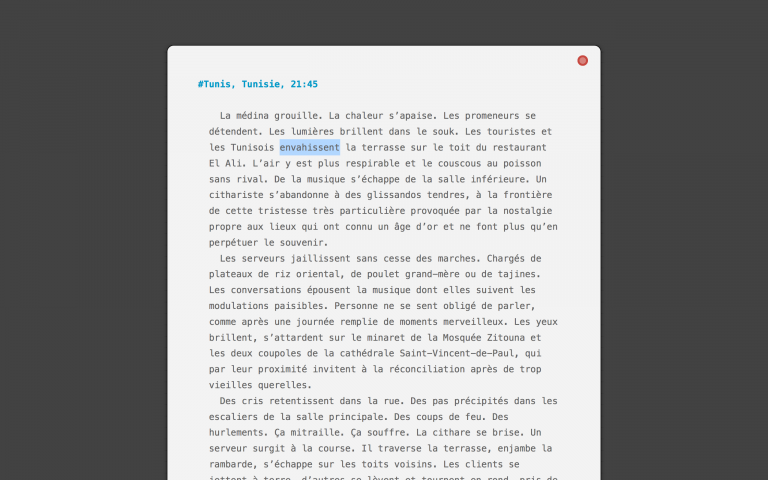 #Tunis, Tunisie, 21:45
La médina grouille. La chaleur s’apaise. Les promeneurs se
détendent. Les lumières brillent dans le souk. Les touristes et
les Tunisois envahissent la terrasse sur le toit du restaurant
El Ali. L’air y est plus respirable et le couscous au poisson
sans rival. De la musique s’échappe de la salle inférieure. Un
cithariste s’abandonne à des glissandos tendres, à la frontière
de cette tristesse très particulière provoquée par la nostalgie
propre aux lieux qui ont connu un âge d’or et ne font plus qu’en
perpétuer le souvenir.
Les serveurs jaillissent sans cesse des marches. Chargés de
plateaux de riz oriental, de poulet grand-mère ou de tajines.
Les conversations épousent la musique dont elles suivent les
modulations paisibles. Personne ne se sent obligé de parler,
comme après une journée remplie de moments merveilleux. Les yeux
brillent, s’attardent sur le minaret de la Mosquée Zitouna et
les deux coupoles de la cathédrale Saint-Vincent-de-Paul, qui
par leur proximité invitent à la réconciliation après de trop
vieilles querelles.
Des cris retentissent dans la rue. Des pas précipités dans les
escaliers de la salle principale. Des coups de feu. Des
hurlements. Ça mitraille. Ça souffre. La cithare se brise. Un
serveur surgit à la course. Il traverse la terrasse, enjambe la
rambarde, s’échappe sur les toits voisins. Les clients se
jettent à terre, d’autres se lèvent et tournent en rond, pris de